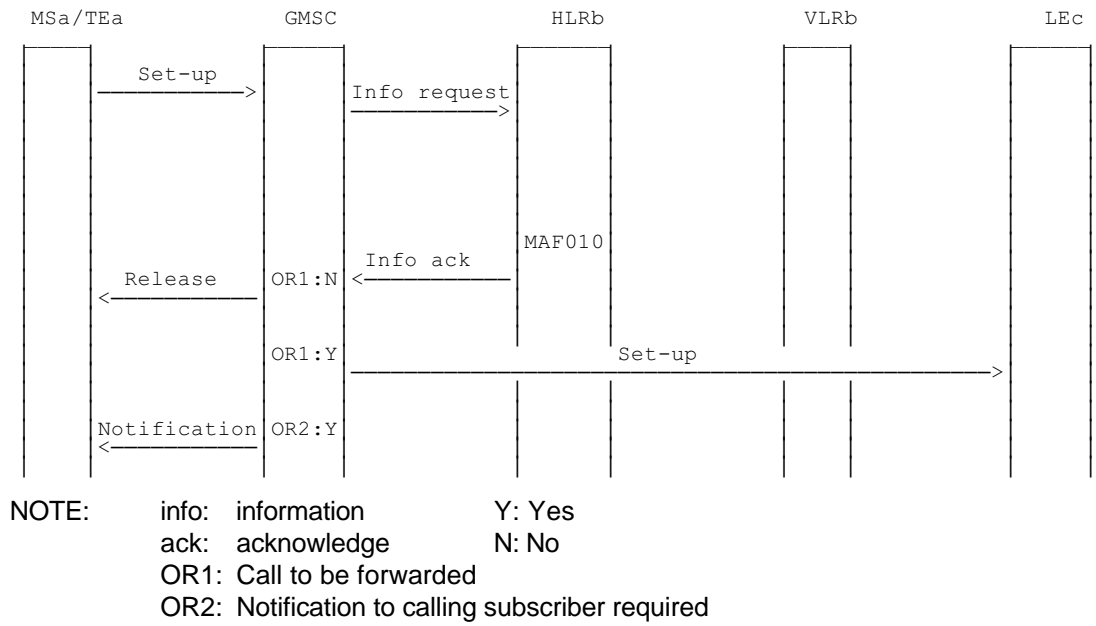 MSa/TEa GMSC HLRb VLRb LEc
Set-up
Info request
MAF010
Info ack
Release OR1:N
OR1:Y Set-up
Notification OR2:Y
NOTE: info: information Y: Yes
ack: acknowledge N: No
OR1: Call to be forwarded
OR2: Notification to calling subscriber required